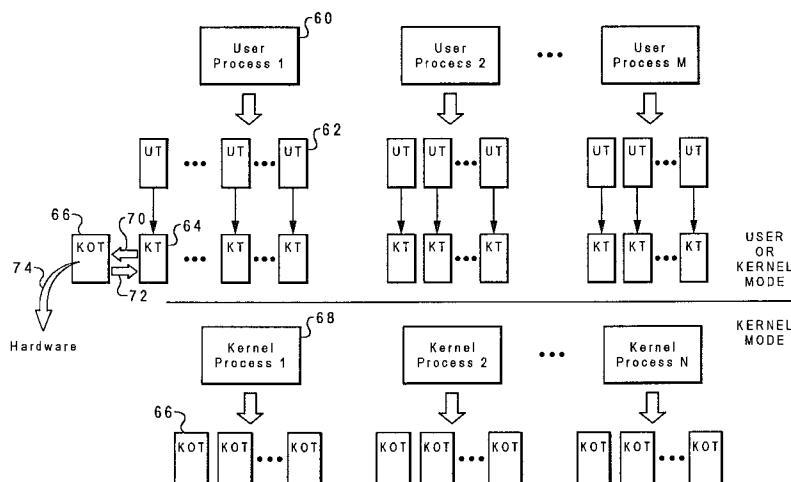 60
User Process 1
User Process 2
User Process M
62
UT UT UT
UT UT UT
UT UT UT
66
70
64
KOT
KT KT KT
KT KT KT
KT KT KT
74
72
USER OR KERNEL MODE
Hardware
68
KERNEL MODE
Kernel Process 1
Kernel Process 2
Kernel Process N
66
KOT KOT KOT
KOT KOT KOT
KOT KOT KOT